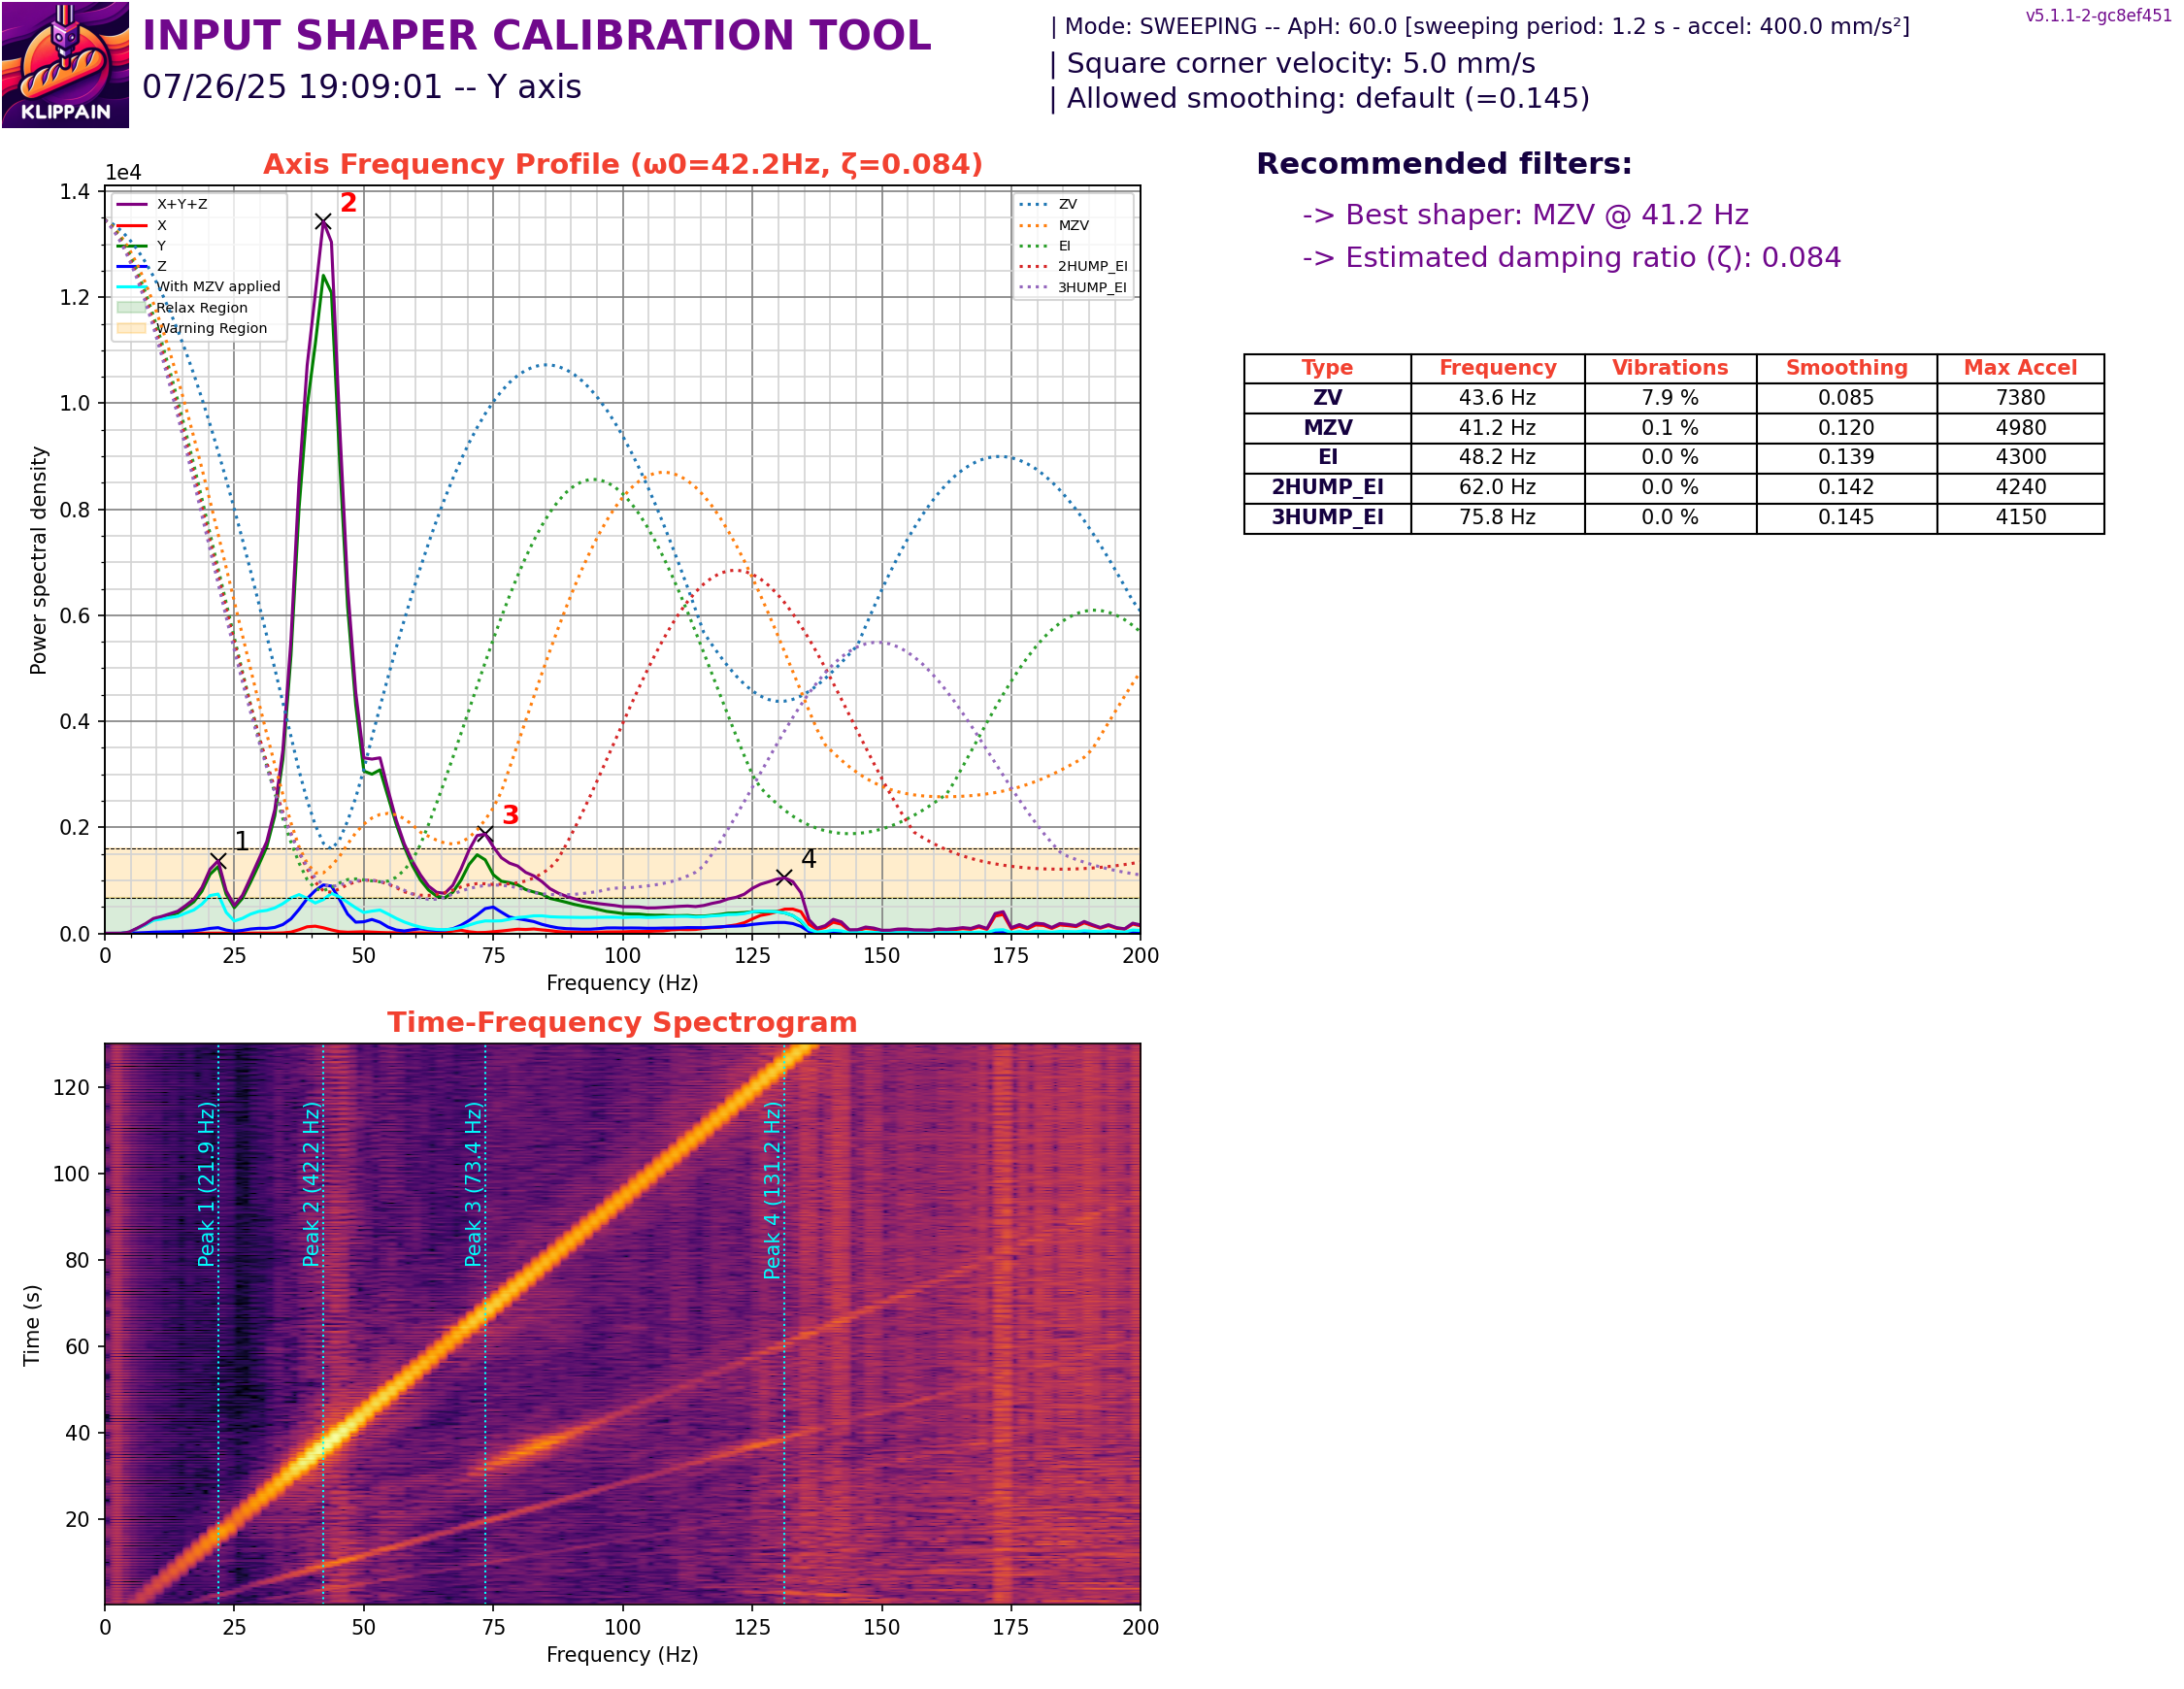 KLIPPAIN
INPUT SHAPER CALIBRATION TOOL
07/26/25 19:09:01 -- Y axis
| Mode: SWEEPING -- ApH: 60.0 [sweeping period: 1.2 s - accel: 400.0 mm/s²]
| Square corner velocity: 5.0 mm/s
| Allowed smoothing: default (=0.145)
v5.1.1-2-gc8ef451
Axis Frequency Profile (ω0=42.2Hz, ζ=0.084)
1e4
1.4
1.2
1.0
0.8
0.6
0.4
0.2
0.0
Power spectral density
X+Y+Z
X
Y
Z
With MZV applied
Relax Region
Warning Region
ZV
MZV
EI
2HUMP_EI
3HUMP_EI
1
2
3
4
0 25 50 75 100 125 150 175 200
Frequency (Hz)
Recommended filters:
-> Best shaper: MZV @ 41.2 Hz
-> Estimated damping ratio (ζ): 0.084
Type Frequency Vibrations Smoothing Max Accel
ZV 43.6 Hz 7.9 % 0.085 7380
MZV 41.2 Hz 0.1 % 0.120 4980
EI 48.2 Hz 0.0 % 0.139 4300
2HUMP_EI 62.0 Hz 0.0 % 0.142 4240
3HUMP_EI 75.8 Hz 0.0 % 0.145 4150
Time-Frequency Spectrogram
120
100
80
60
40
20
Time (s)
Peak 1 (21.9 Hz)
Peak 2 (42.2 Hz)
Peak 3 (73.4 Hz)
Peak 4 (131.2 Hz)
0 25 50 75 100 125 150 175 200
Frequency (Hz)